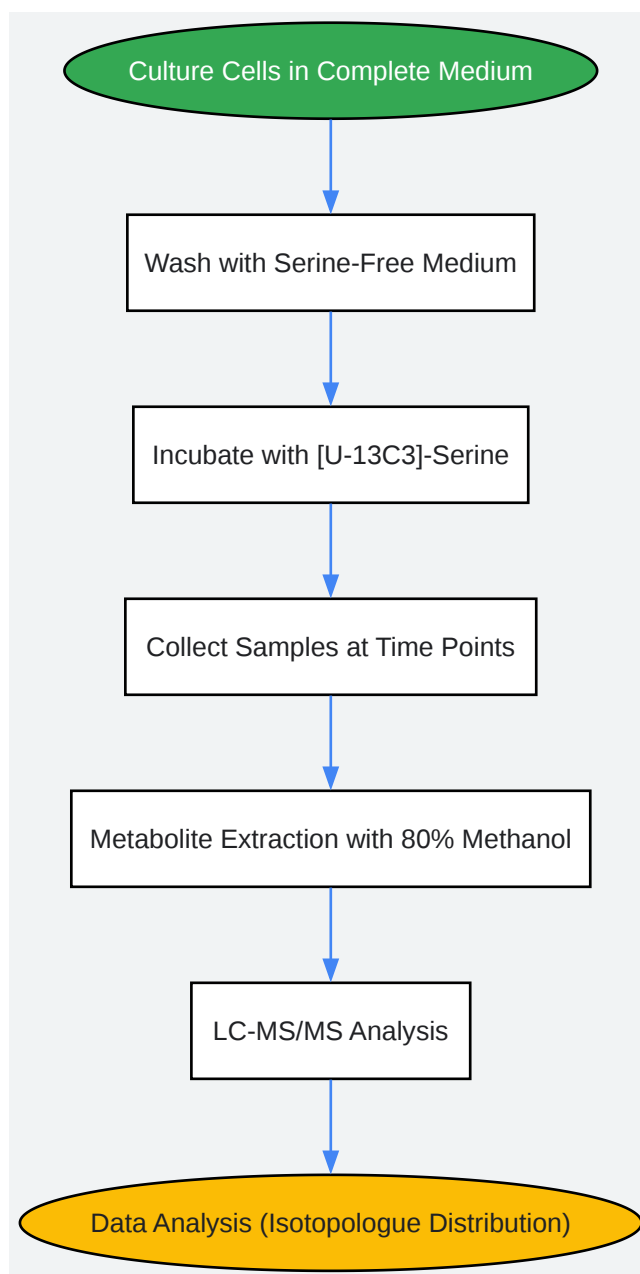 Culture Cells in Complete Medium
Wash with Serine-Free Medium
Incubate with [U-13C3]-Serine
Collect Samples at Time Points
Metabolite Extraction with 80% Methanol
LC-MS/MS Analysis
Data Analysis (Isotopologue Distribution)